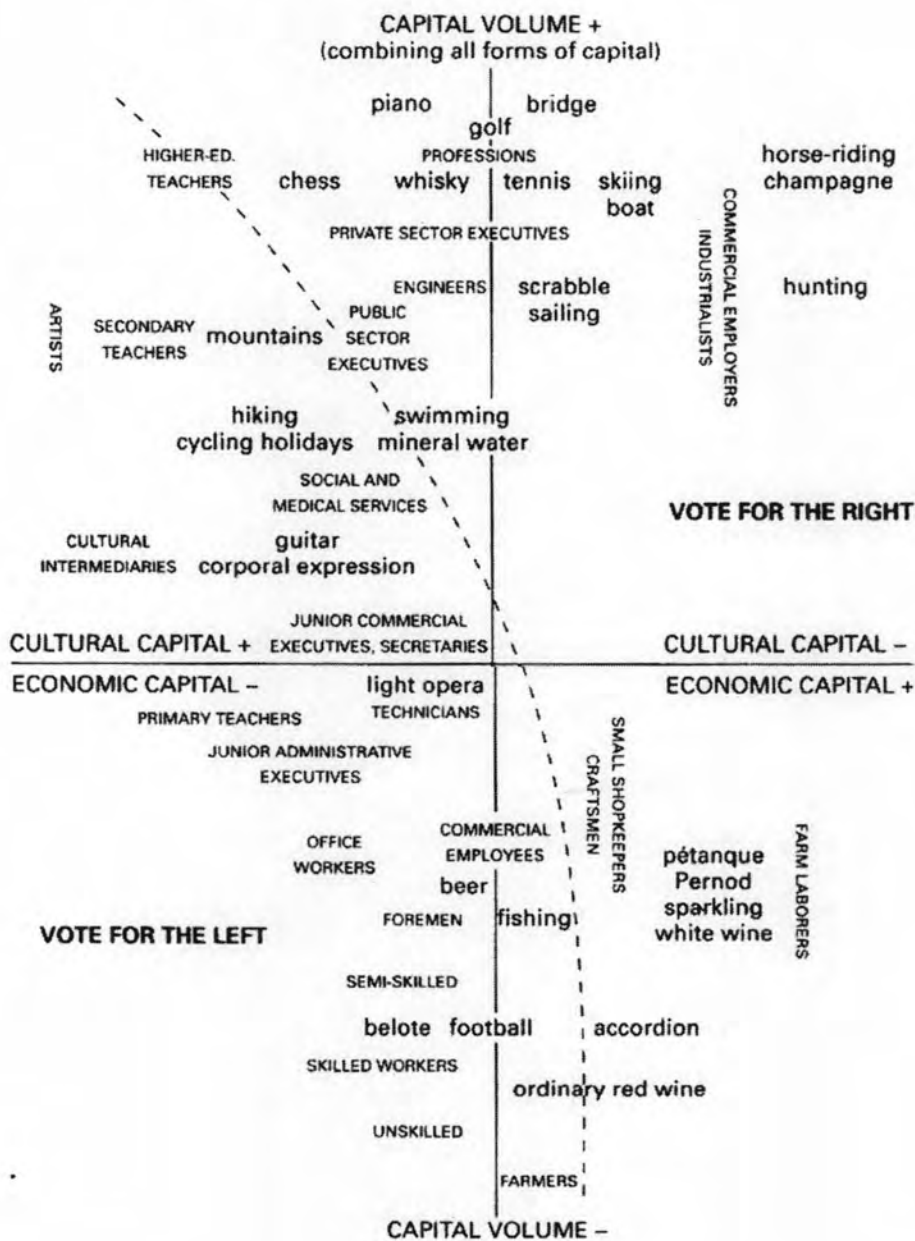 CAPITAL VOLUME +
(combining all forms of capital)
piano bridge
golf
HIGHER-ED. PROFESSIONS horse-riding
TEACHERS chess whisky tennis skiing champagne
boat
PRIVATE SECTOR EXECUTIVES
COMMERCIAL EMPLOYERS
INDUSTRIALISTS
ENGINEERS scrabble hunting
ARTISTS
SECONDARY
TEACHERS
mountains
PUBLIC
SECTOR
EXECUTIVES
sailing
hiking swimming
cycling holidays mineral water
SOCIAL AND
MEDICAL SERVICES
VOTE FOR THE RIGHT
CULTURAL
INTERMEDIARIES
guitar
corporal expression
JUNIOR COMMERCIAL
EXECUTIVES, SECRETARIES
CULTURAL CAPITAL + CULTURAL CAPITAL –
ECONOMIC CAPITAL – ECONOMIC CAPITAL +
light opera
PRIMARY TEACHERS TECHNICIANS
JUNIOR ADMINISTRATIVE
EXECUTIVES
SMALL SHOPKEEPERS
CRAFTSMEN
OFFICE
WORKERS
COMMERCIAL
EMPLOYEES
FARM LABORERS
pétanque
Pernod
sparkling
white wine
beer
FOREMEN fishing
VOTE FOR THE LEFT
SEMI-SKILLED
belote football accordion
SKILLED WORKERS
ordinary red wine
UNSKILLED
FARMERS
CAPITAL VOLUME –